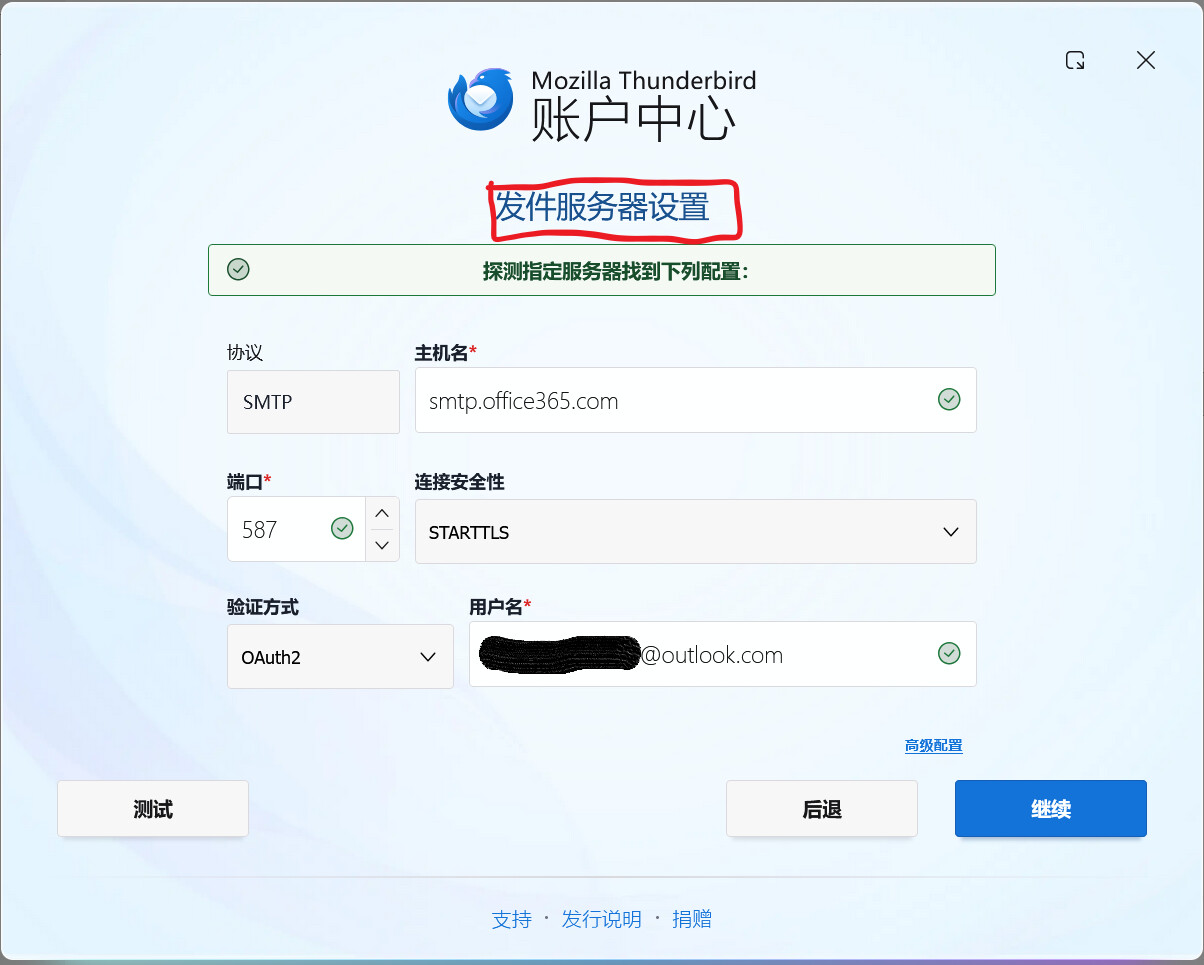 Mozilla Thunderbird
账户中心
发件服务器设置
探测指定服务器找到下列配置：
协议
主机名*
SMTP
smtp.office365.com
端口*
连接安全性
587
STARTTLS
验证方式
用户名*
OAuth2
@outlook.com
高级配置
测试
后退
继续
支持 · 发行说明 · 捐赠